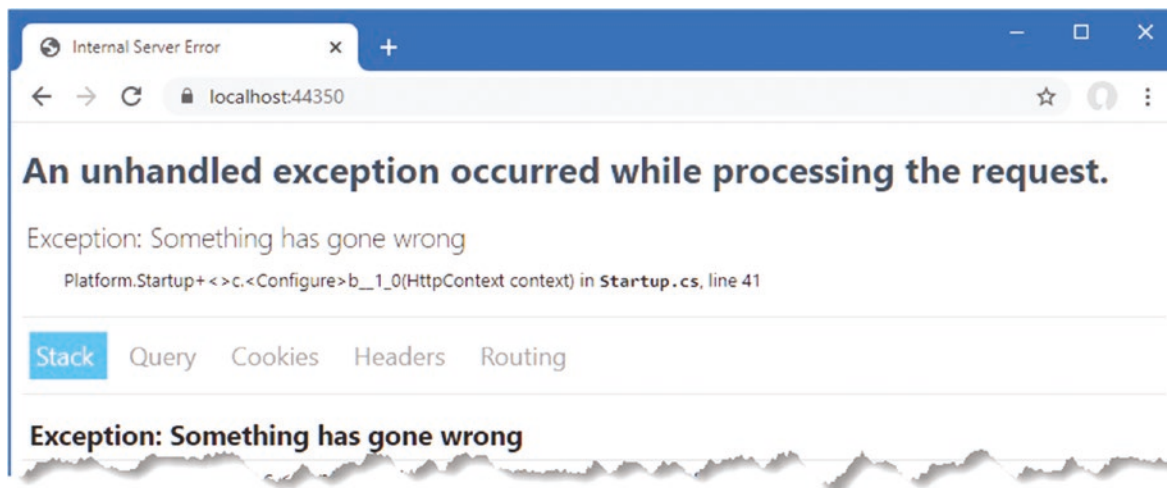 Internal Server Error
localhost:44350
An unhandled exception occurred while processing the request.
Exception: Something has gone wrong
Platform.Startup+<>c.<Configure>b__1_0(HttpContext context) in Startup.cs, line 41
Stack Query Cookies Headers Routing
Exception: Something has gone wrong